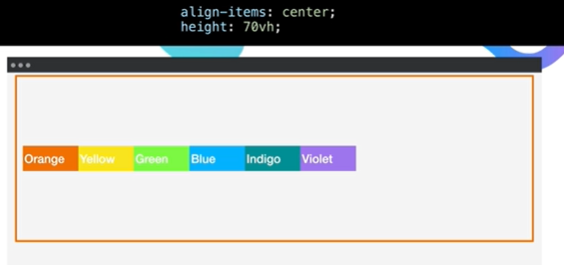 align-items: center;
height: 70vh;
Orange Yellow Green Blue Indigo Violet